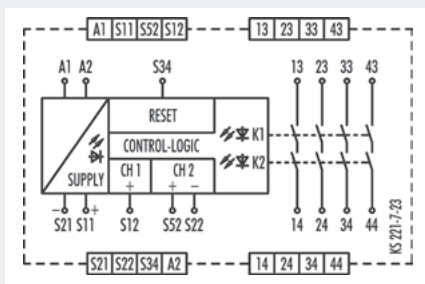 A1 S11 S52 S12 13 23 33 43
A1 A2 S34 13 23 33 43
RESET
CONTROL-LOGIC
K1
K2
SUPPLY
CH 1 CH 2
+ + −
− +
S21 S11 S12 S52 S22 14 24 34 44
KS 221-7-23
S21 S22 S34 A2 14 24 34 44